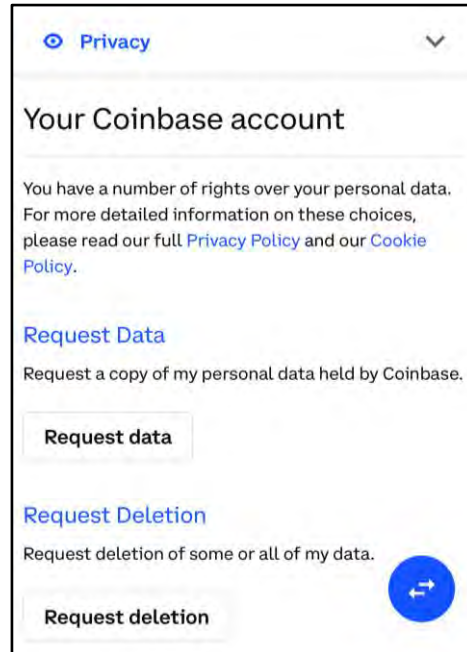 Privacy
Your Coinbase account
You have a number of rights over your personal data.
For more detailed information on these choices,
please read our full Privacy Policy and our Cookie
Policy.
Request Data
Request a copy of my personal data held by Coinbase.
Request data
Request Deletion
Request deletion of some or all of my data.
Request deletion